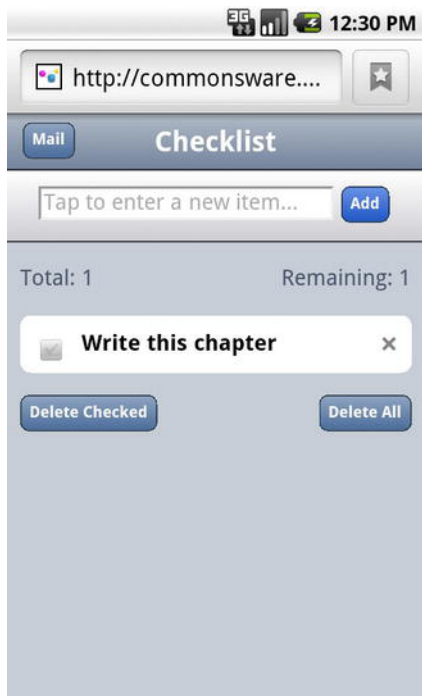 3G 12:30 PM
http://commonsware....
Mail Checklist
Tap to enter a new item... Add
Total: 1 Remaining: 1
Write this chapter ×
Delete Checked Delete All